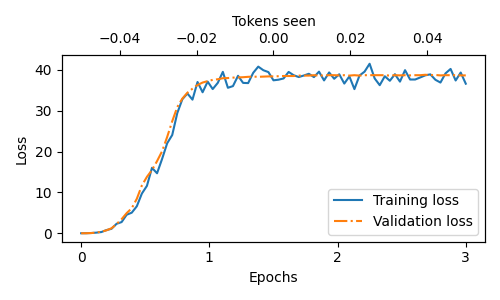 Tokens seen
−0.04 −0.02 0.00 0.02 0.04
40
30
20
10
0
Loss
Training loss
Validation loss
0 1 2 3
Epochs